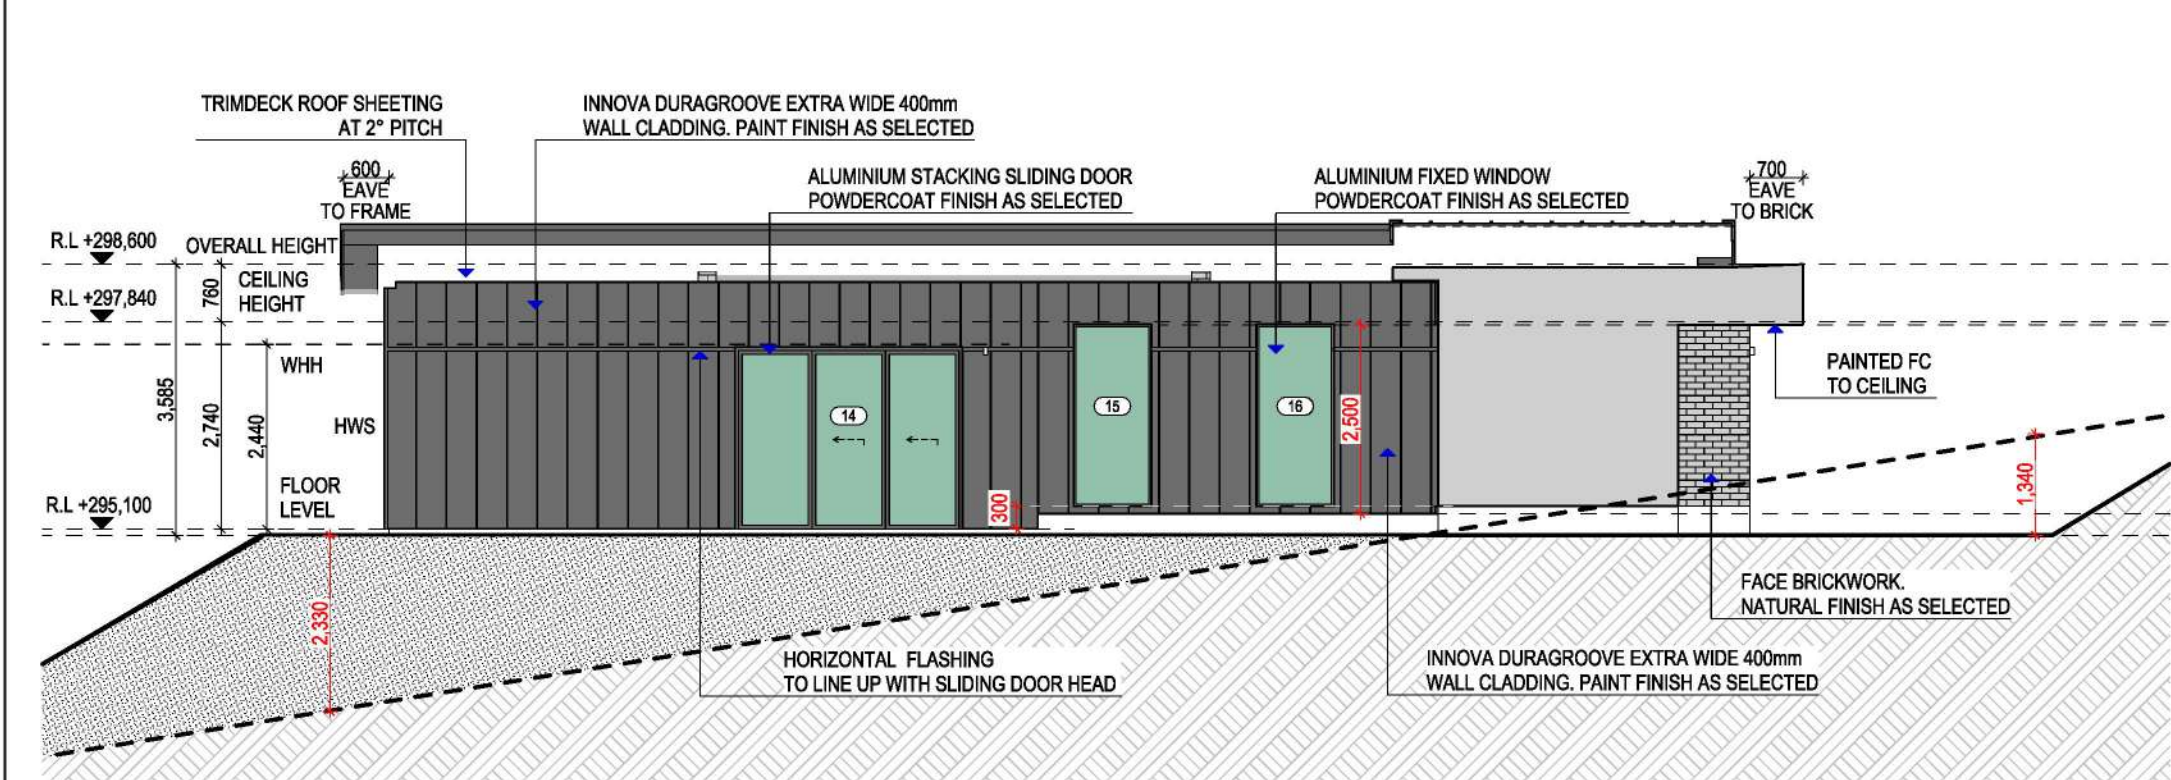 TRIMDECK ROOF SHEETING
AT 2° PITCH
INNOVA DURAGROOVE EXTRA WIDE 400mm
WALL CLADDING. PAINT FINISH AS SELECTED
600
EAVE
TO FRAME
ALUMINIUM STACKING SLIDING DOOR
POWDERCOAT FINISH AS SELECTED
ALUMINIUM FIXED WINDOW
POWDERCOAT FINISH AS SELECTED
700
EAVE
TO BRICK
R.L +298,600
OVERALL HEIGHT
CEILING
HEIGHT
R.L +297,840
760
WHH
HWS
3,585
2,740
2,440
FLOOR
LEVEL
R.L +295,100
14
15
16
2,500
300
PAINTED FC
TO CEILING
1,340
2,330
FACE BRICKWORK.
NATURAL FINISH AS SELECTED
HORIZONTAL FLASHING
TO LINE UP WITH SLIDING DOOR HEAD
INNOVA DURAGROOVE EXTRA WIDE 400mm
WALL CLADDING. PAINT FINISH AS SELECTED